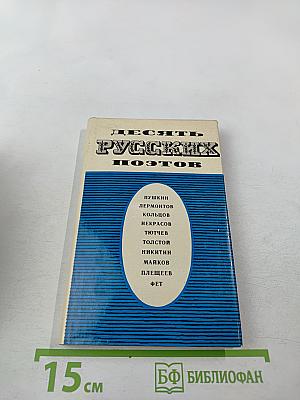 ДЕСЯТЬ
РУССКИХ
ПОЭТОВ
ПУШКИН
ЛЕРМОНТОВ
КОЛЬЦОВ
НЕКРАСОВ
ТЮТЧЕВ
ТОЛСТОЙ
НИКИТИН
МАЙКОВ
ПЛЕЩЕЕВ
ФЕТ
15 см
БФ БИБЛИОФАН